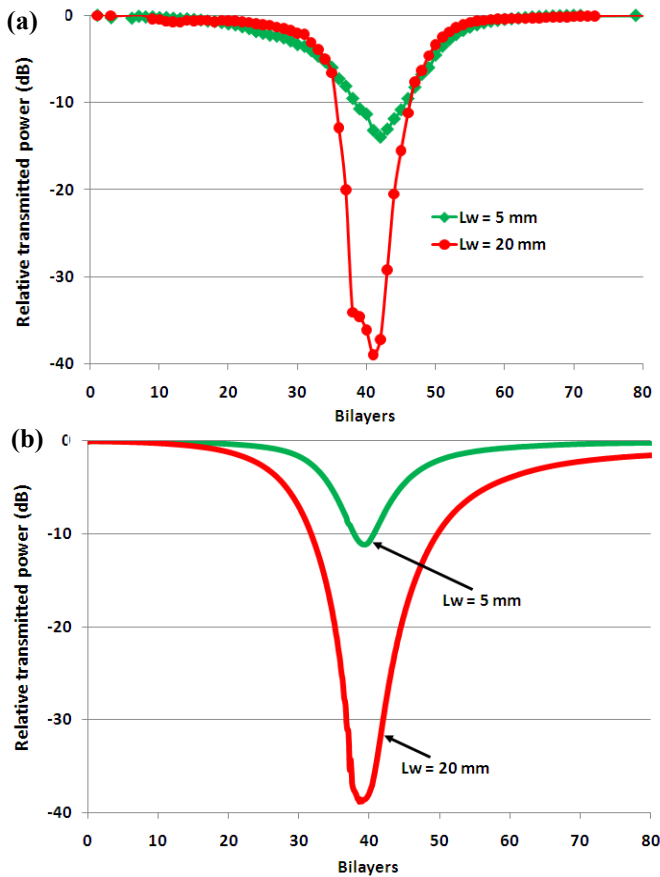 (a)
Relative transmitted power (dB)
0
-10
-20
-30
-40
Lw = 5 mm
Lw = 20 mm
0 10 20 30 40 50 60 70 80
Bilayers
(b)
Relative transmitted power (dB)
0
-10
-20
-30
-40
Lw = 5 mm
Lw = 20 mm
0 10 20 30 40 50 60 70 80
Bilayers